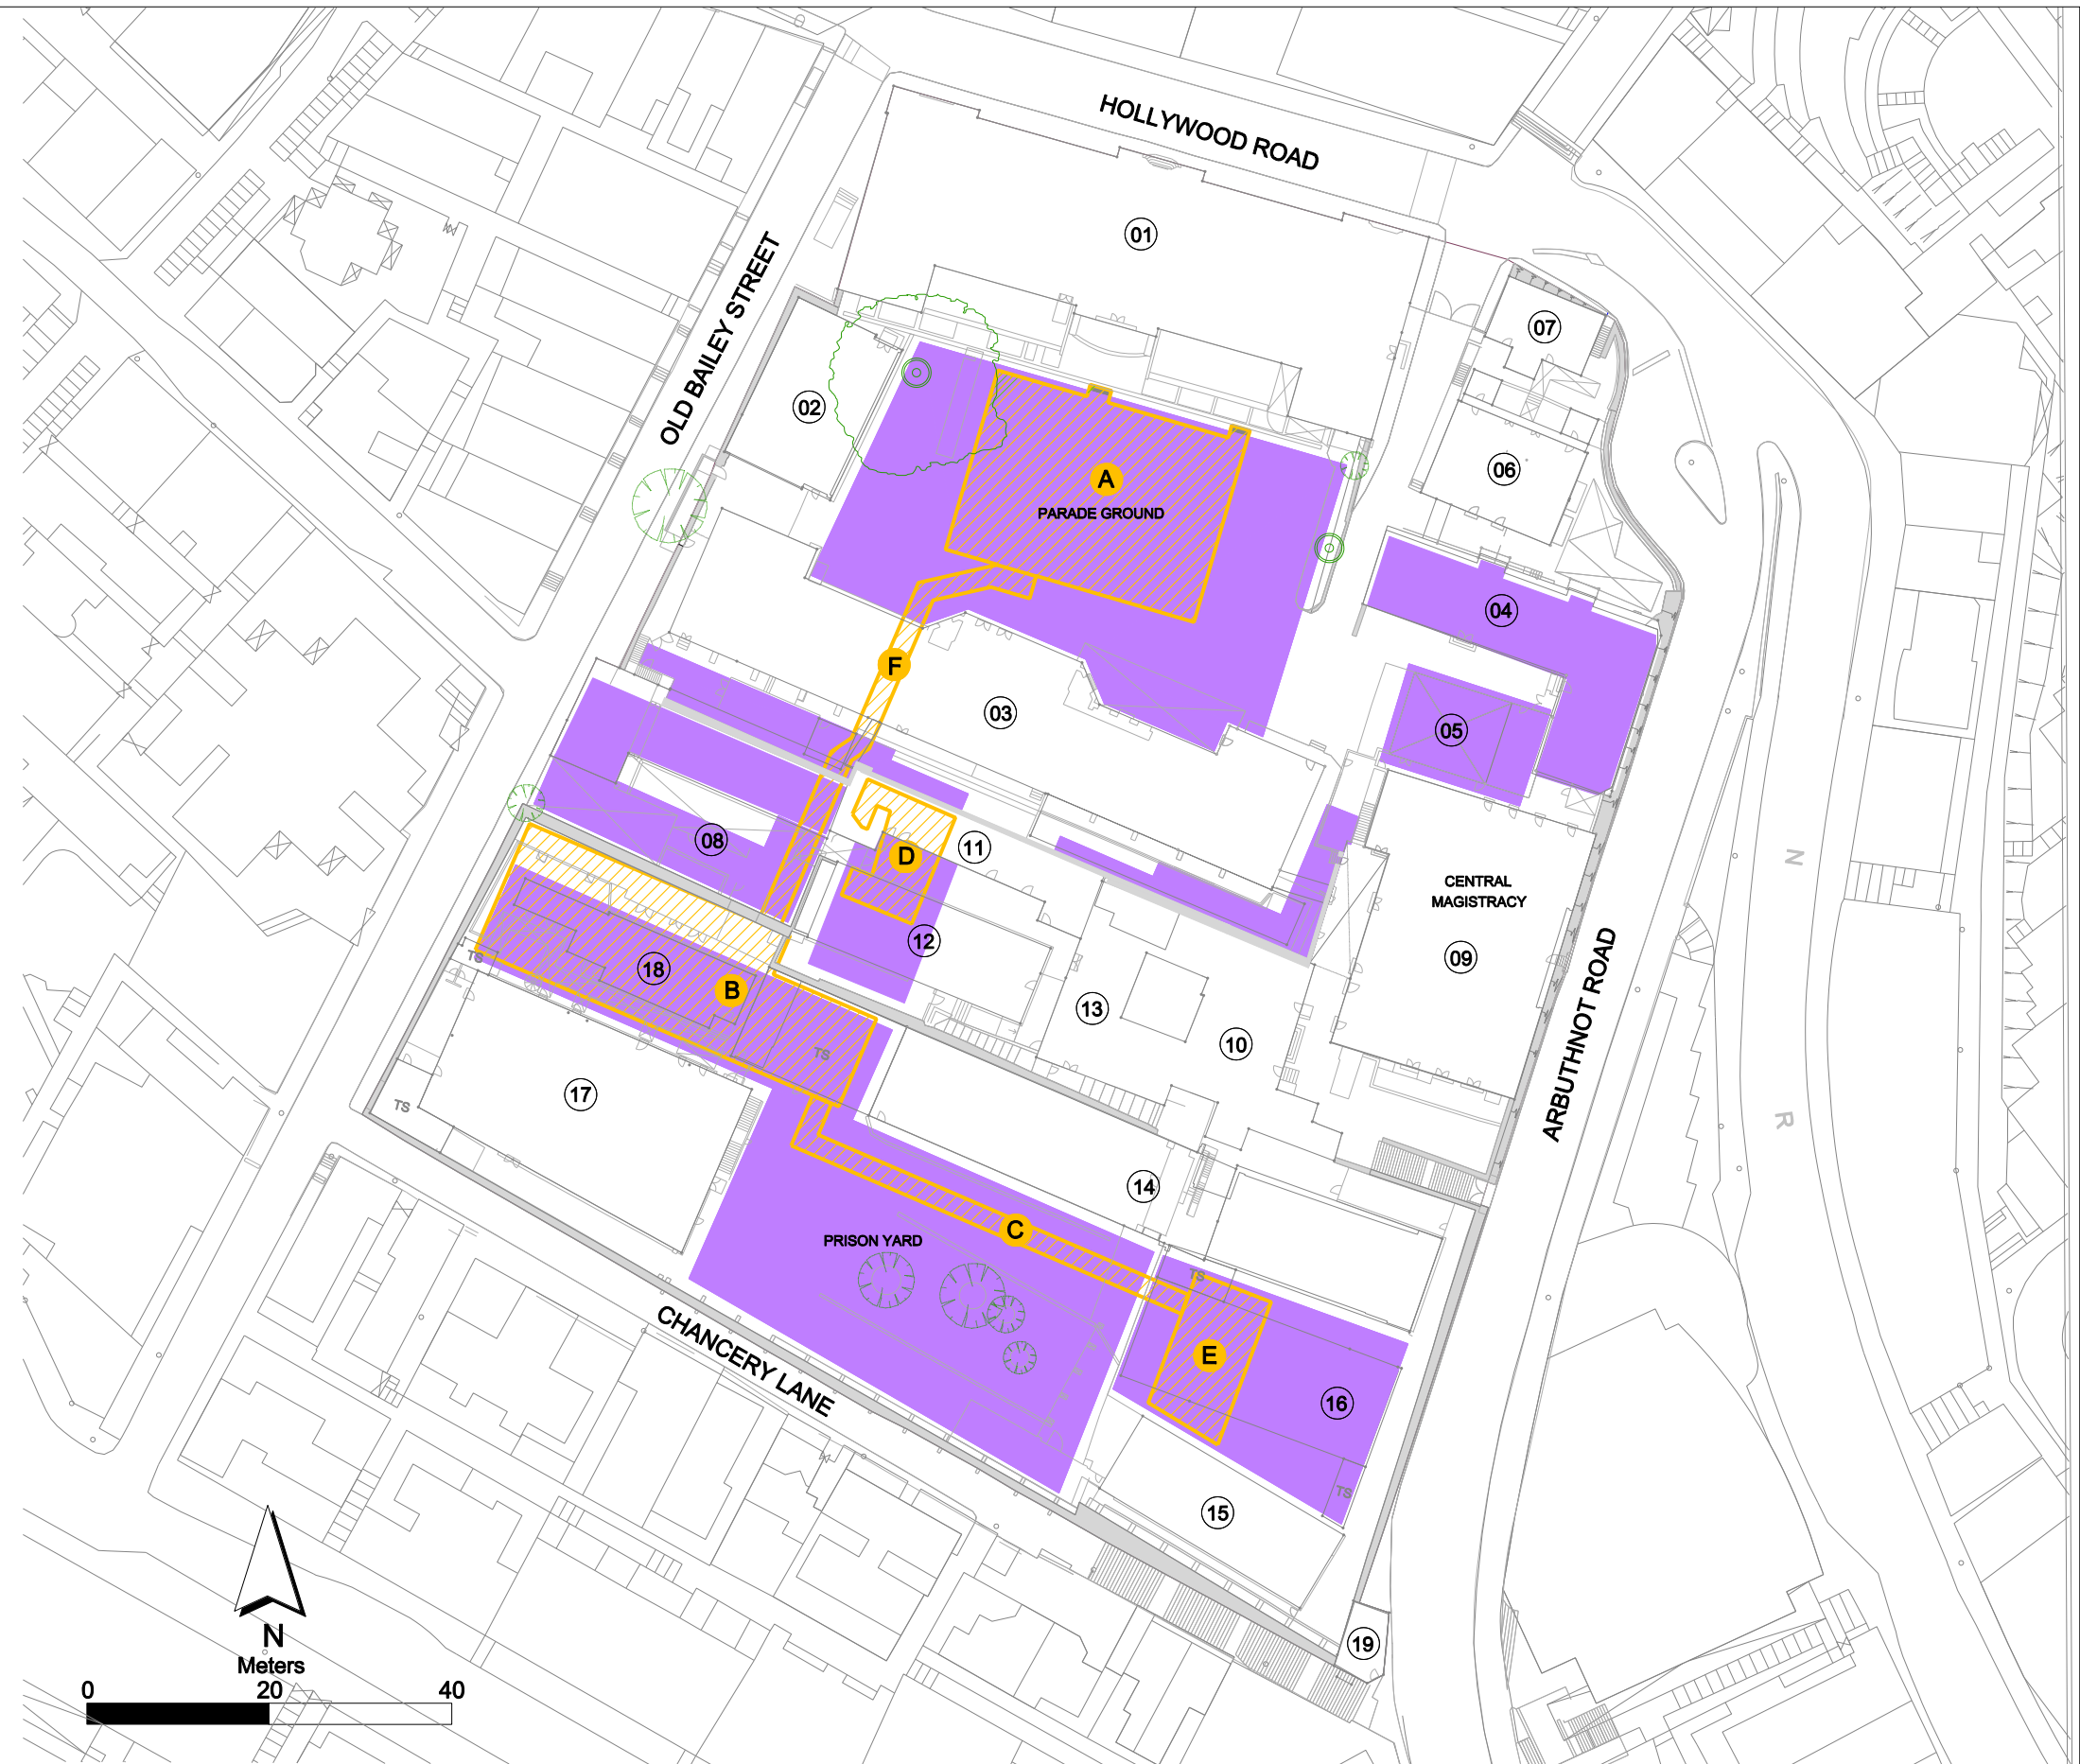 HOLLYWOOD ROAD
01
07
OLD BAILEY STREET
02
06
A
PARADE GROUND
04
F
03
05
08
11
D
N
CENTRAL
MAGISTRACY
12
09
TS
18
B
13
10
TS
ARBUTHNOT ROAD
17
TS
R
14
C
PRISON YARD
TS
CHANCERY LANE
E
16
TS
15
N
19
Meters
0 20 40